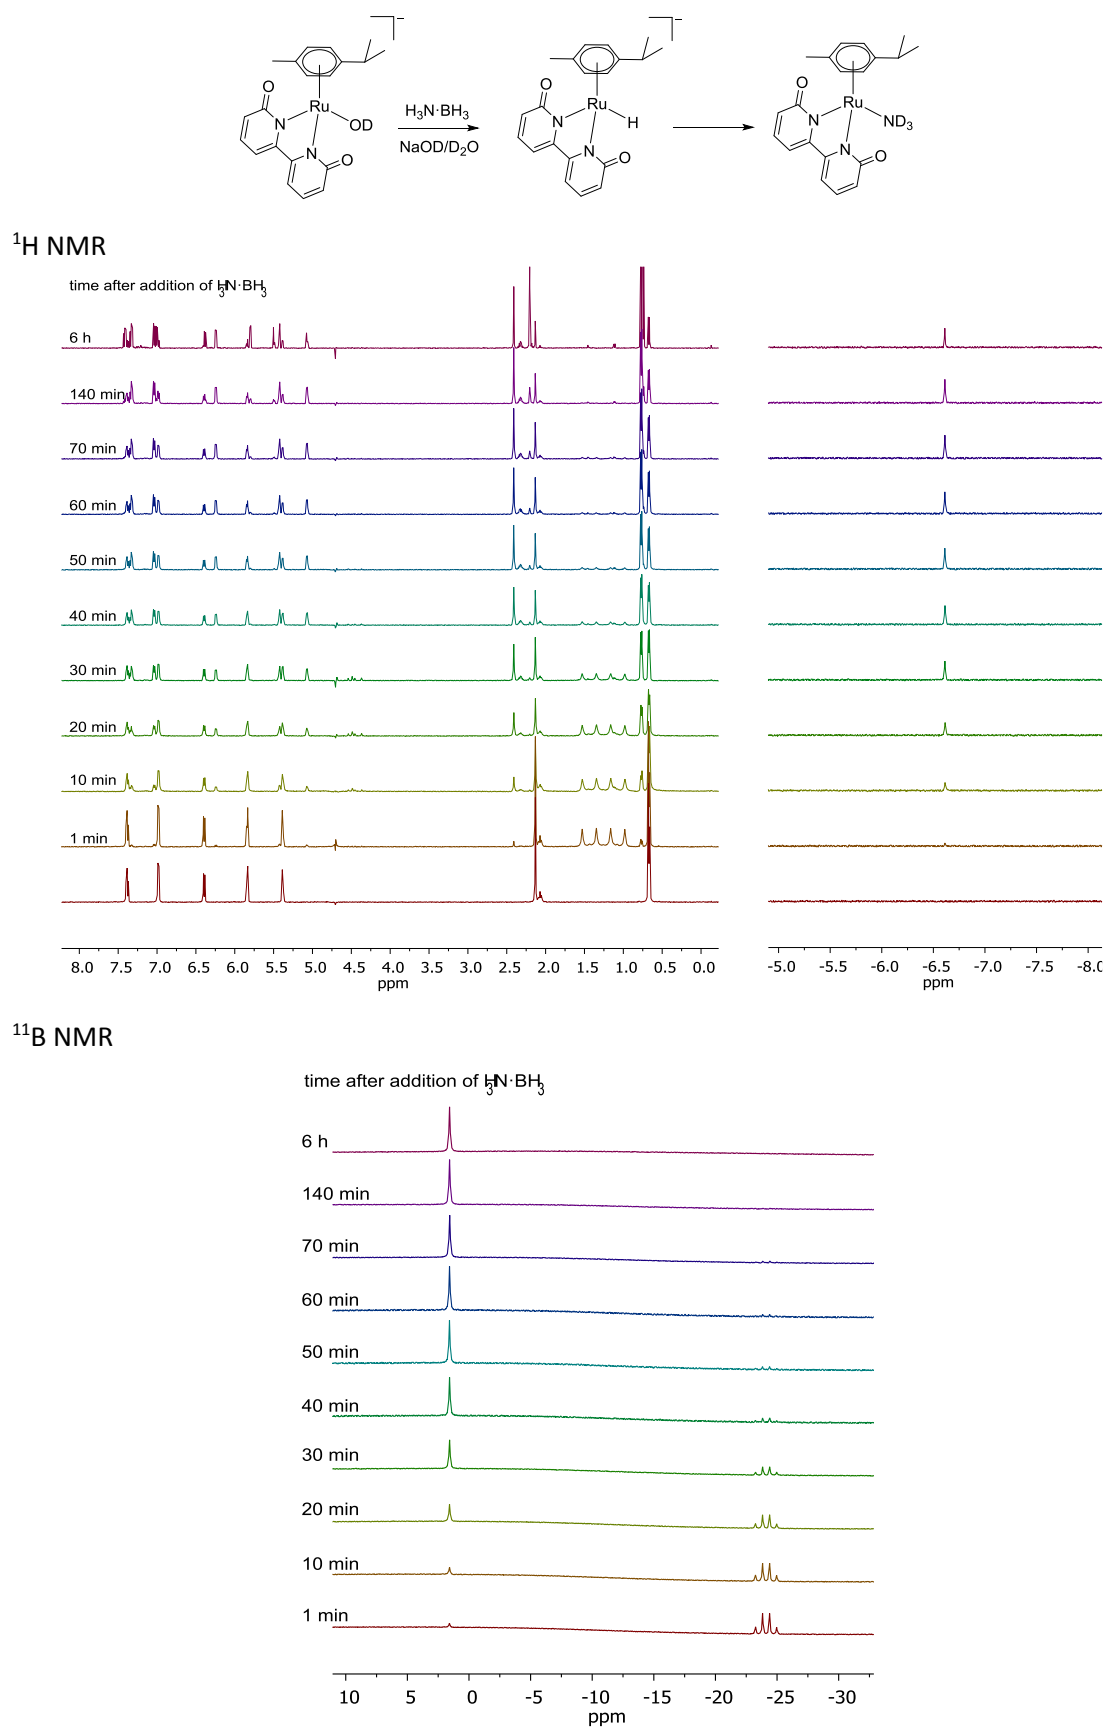 O
N
N
O
Ru
OD
−
H₃N·BH₃
NaOD/D₂O
O
N
N
O
Ru
H
−
O
N
N
O
Ru
ND₃
¹H NMR
time after addition of H₃N·BH₃
6 h
140 min
70 min
60 min
50 min
40 min
30 min
20 min
10 min
1 min
8.0 7.5 7.0 6.5 6.0 5.5 5.0 4.5 4.0 3.5 3.0 2.5 2.0 1.5 1.0 0.5 0.0
ppm
-5.0 -5.5 -6.0 -6.5 -7.0 -7.5 -8.0
ppm
¹¹B NMR
time after addition of H₃N·BH₃
6 h
140 min
70 min
60 min
50 min
40 min
30 min
20 min
10 min
1 min
10 5 0 -5 -10 -15 -20 -25 -30
ppm